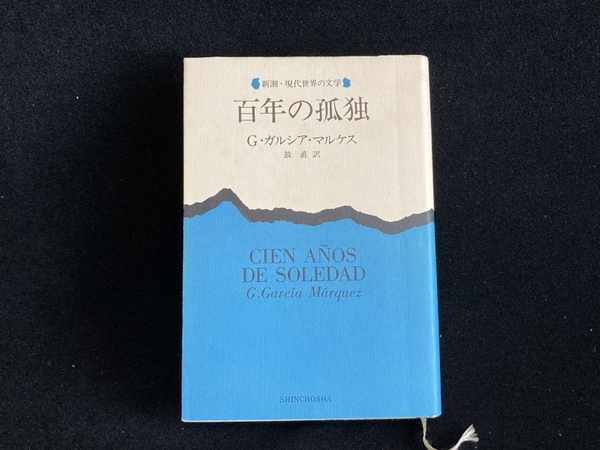 新潮・現代世界の文学
百年の孤独
G・ガルシア・マルケス
鼓 直 訳
CIEN AÑOS
DE SOLEDAD
G.García Márquez
SHINCHOSHA